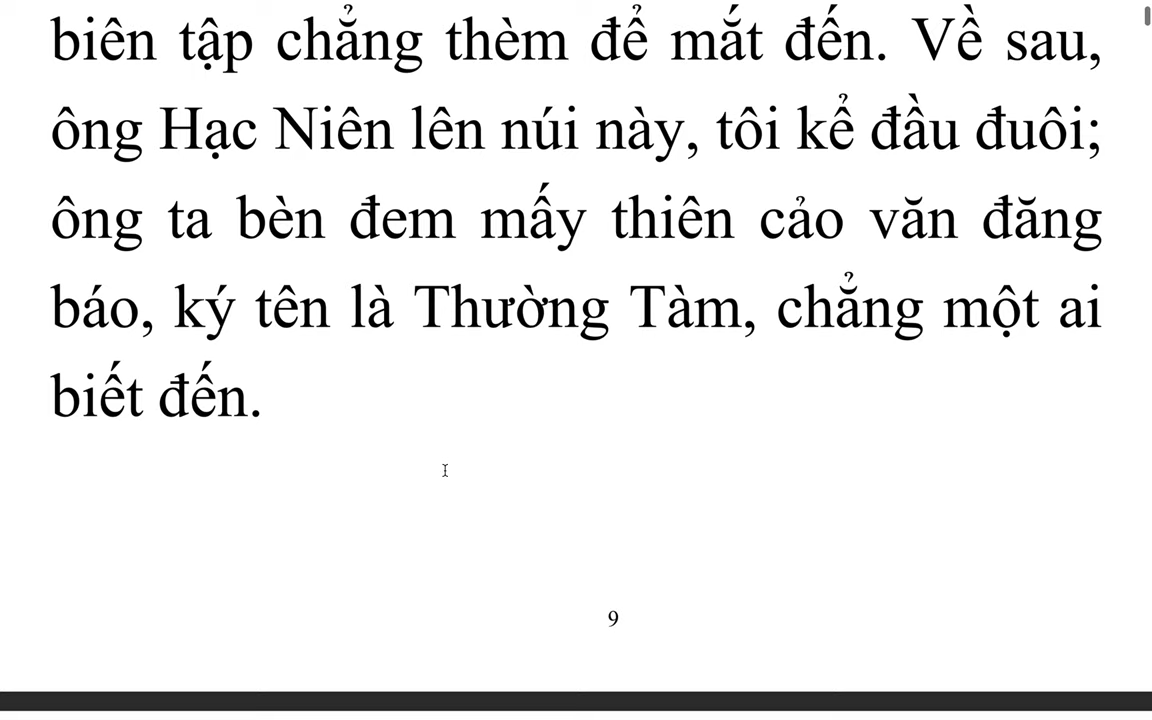 biên tập chẳng thèm để mắt đến. Về sau,
ông Hạc Niên lên núi này, tôi kể đầu đuôi;
ông ta bèn đem mấy thiên cảo văn đăng
báo, ký tên là Thường Tàm, chẳng một ai
biết đến.
9